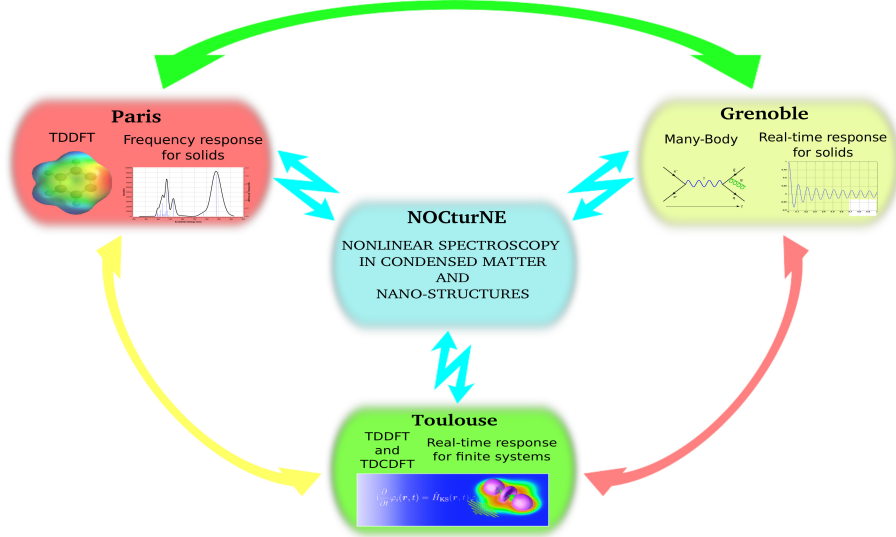 Paris
TDDFT
Frequency response
for solids
Grenoble
Many-Body
Real-time response
for solids
NOCturNE
NONLINEAR SPECTROSCOPY
IN CONDENSED MATTER
AND
NANO-STRUCTURES
Toulouse
TDDFT
and
TDCDFT
Real-time response
for finite systems